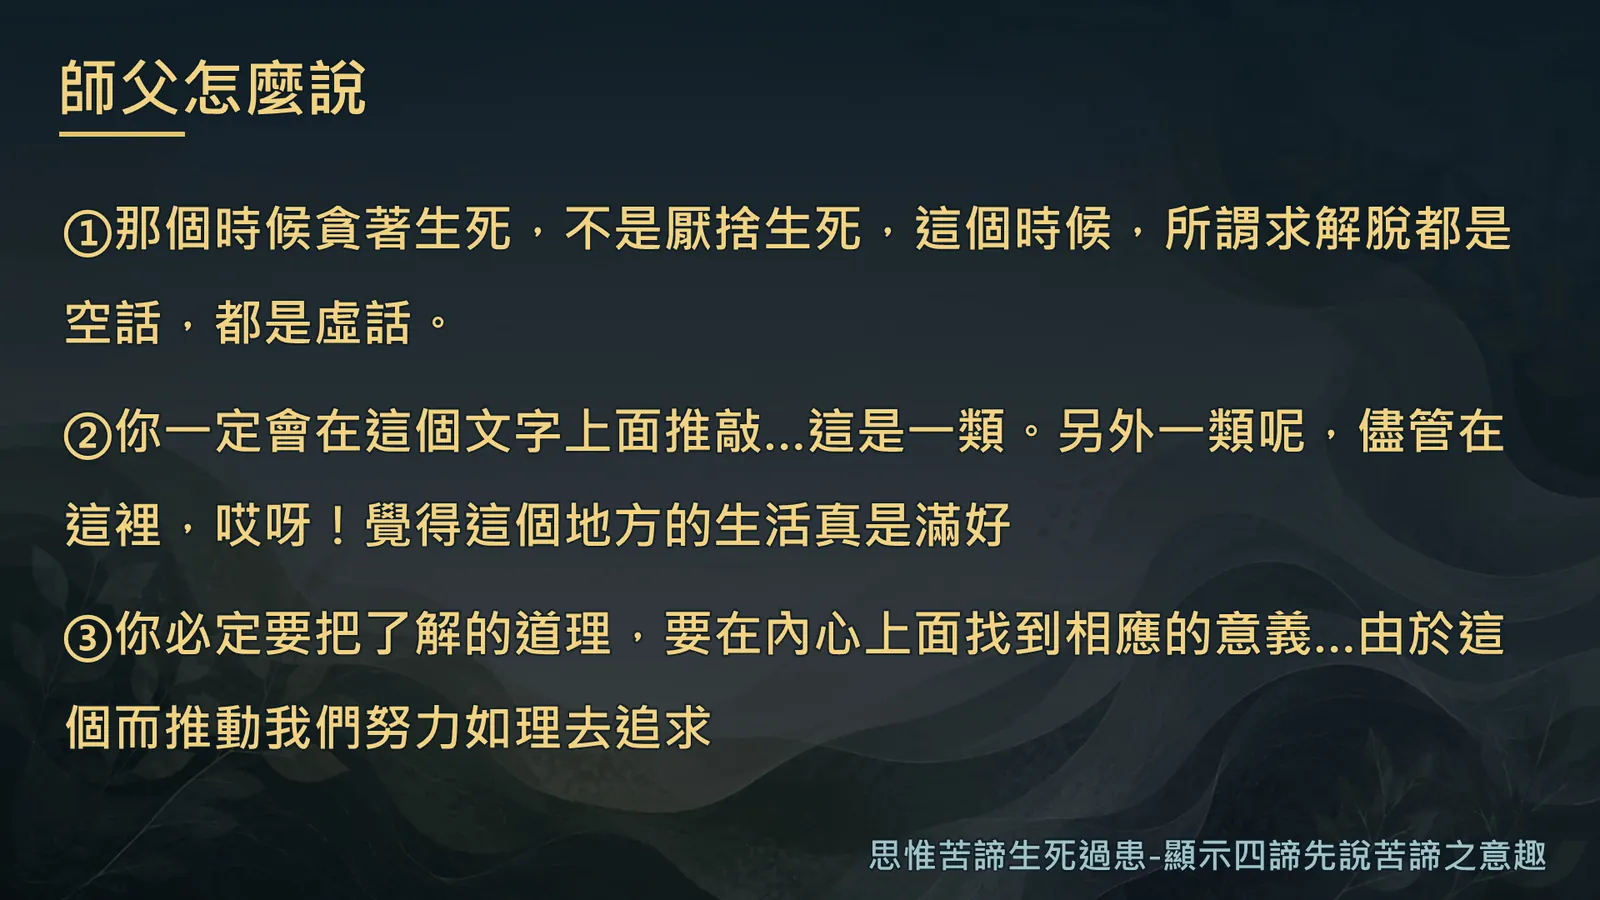 師父怎麼說
①那個時候貪著生死，不是厭捨生死，這個時候，所謂求解脫都是
空話，都是虛話。
②你一定會在這個文字上面推敲...這是一類。另外一類呢，儘管在
這裡，哎呀！覺得這個地方的生活真是滿好
③你必定要把了解的道理，要在內心上面找到相應的意義...由於這
個而推動我們努力如理去追求
思惟苦諦生死過患-顯示四諦先說苦諦之意趣